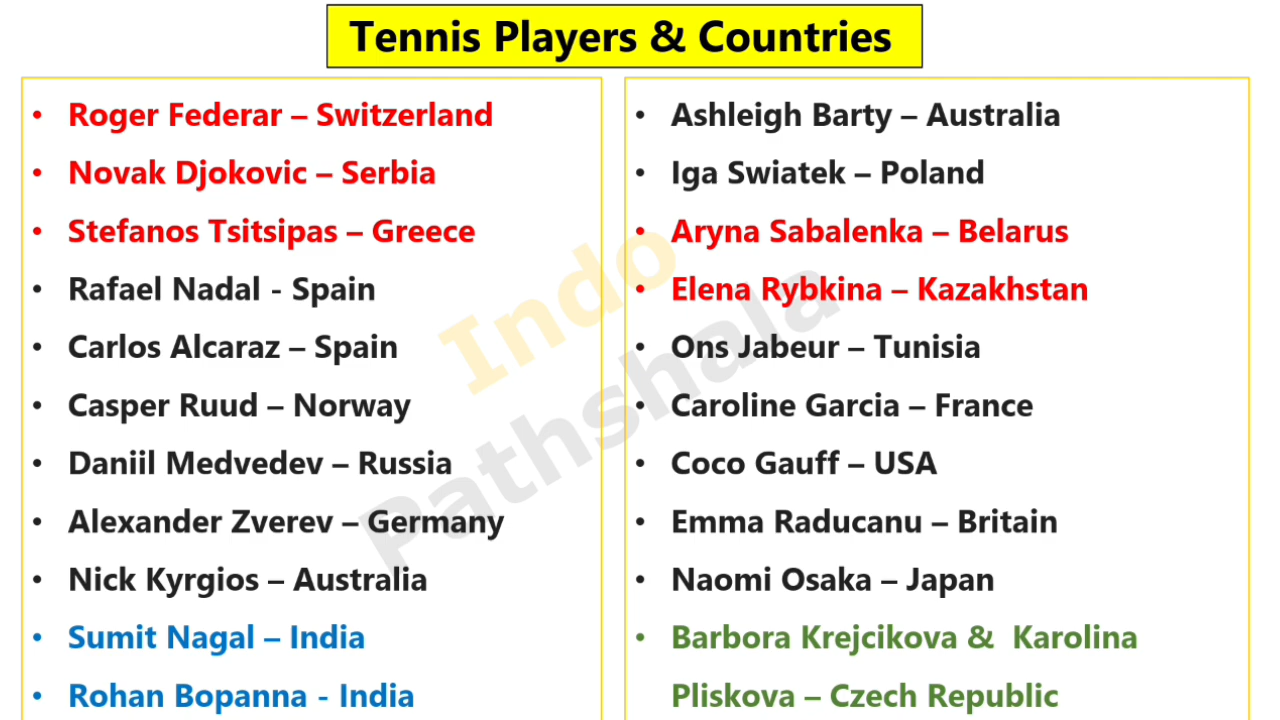 Tennis Players & Countries
• Roger Federar – Switzerland
• Novak Djokovic – Serbia
• Stefanos Tsitsipas – Greece
• Rafael Nadal - Spain
• Carlos Alcaraz – Spain
• Casper Ruud – Norway
• Daniil Medvedev – Russia
• Alexander Zverev – Germany
• Nick Kyrgios – Australia
• Sumit Nagal – India
• Rohan Bopanna - India
• Ashleigh Barty – Australia
• Iga Swiatek – Poland
• Aryna Sabalenka – Belarus
• Elena Rybkina – Kazakhstan
• Ons Jabeur – Tunisia
• Caroline Garcia – France
• Coco Gauff – USA
• Emma Raducanu – Britain
• Naomi Osaka – Japan
• Barbora Krejcikova & Karolina
Pliskova – Czech Republic
Indo
Pathshala